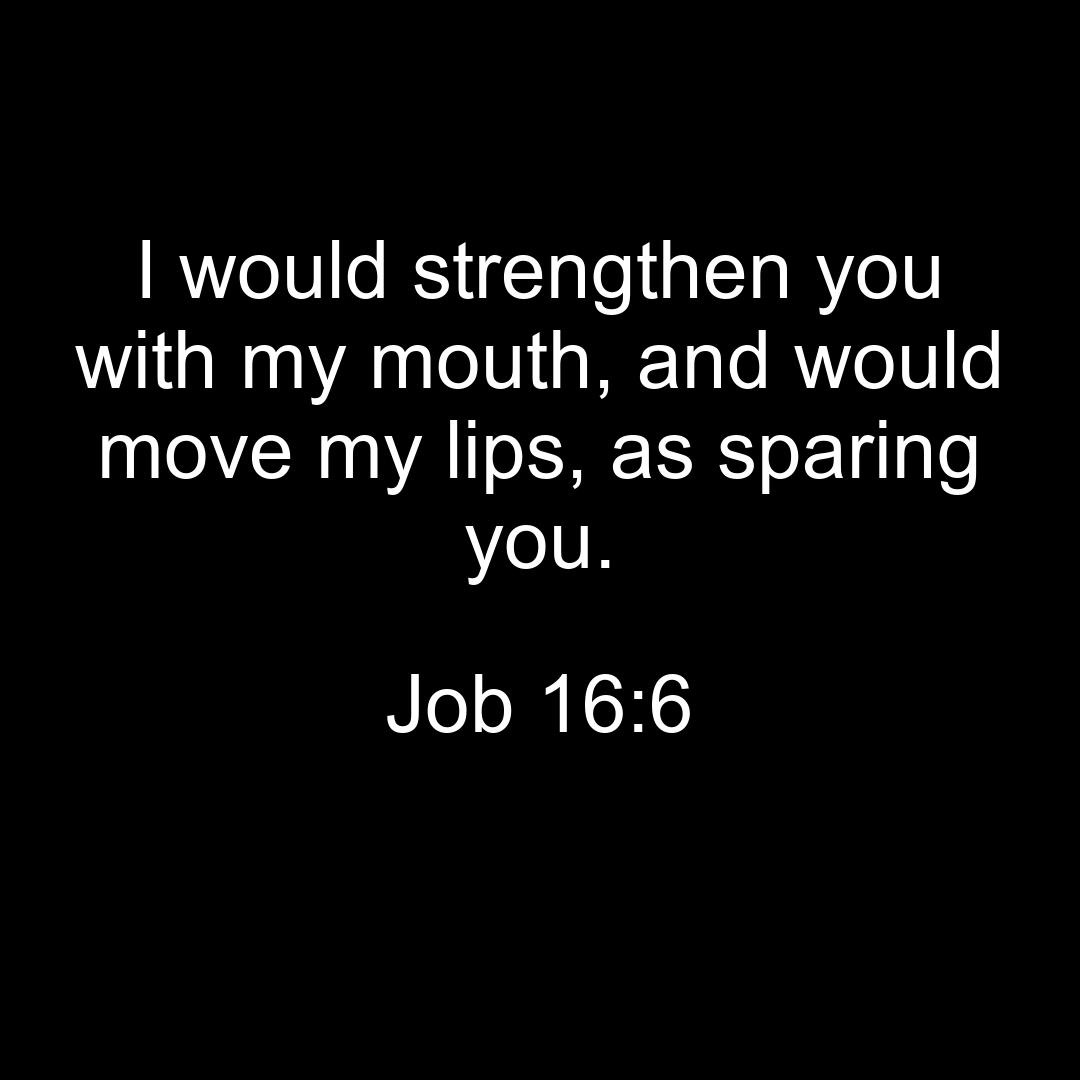 I would strengthen you
with my mouth, and would
move my lips, as sparing
you.
Job 16:6